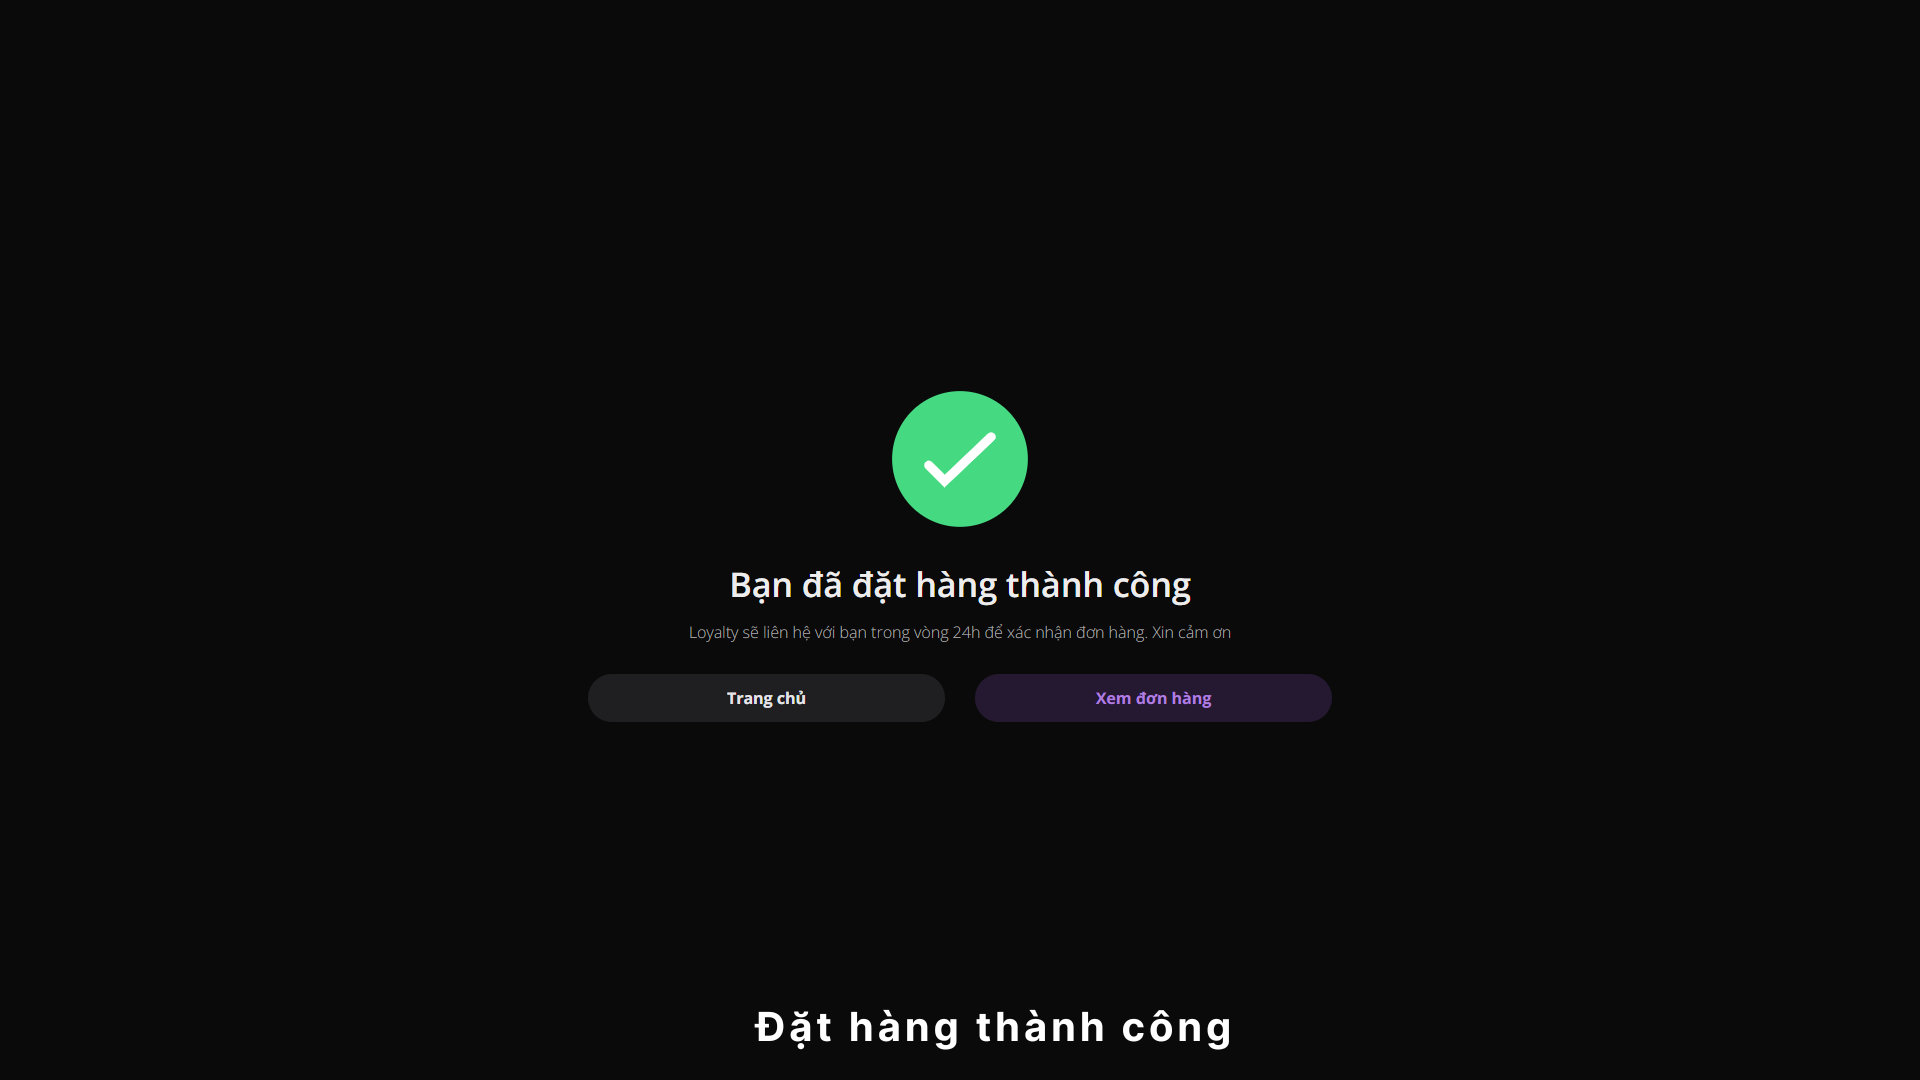 Bạn đã đặt hàng thành công
Loyalty sẽ liên hệ với bạn trong vòng 24h để xác nhận đơn hàng. Xin cảm ơn
Trang chủ
Xem đơn hàng
Đặt hàng thành công